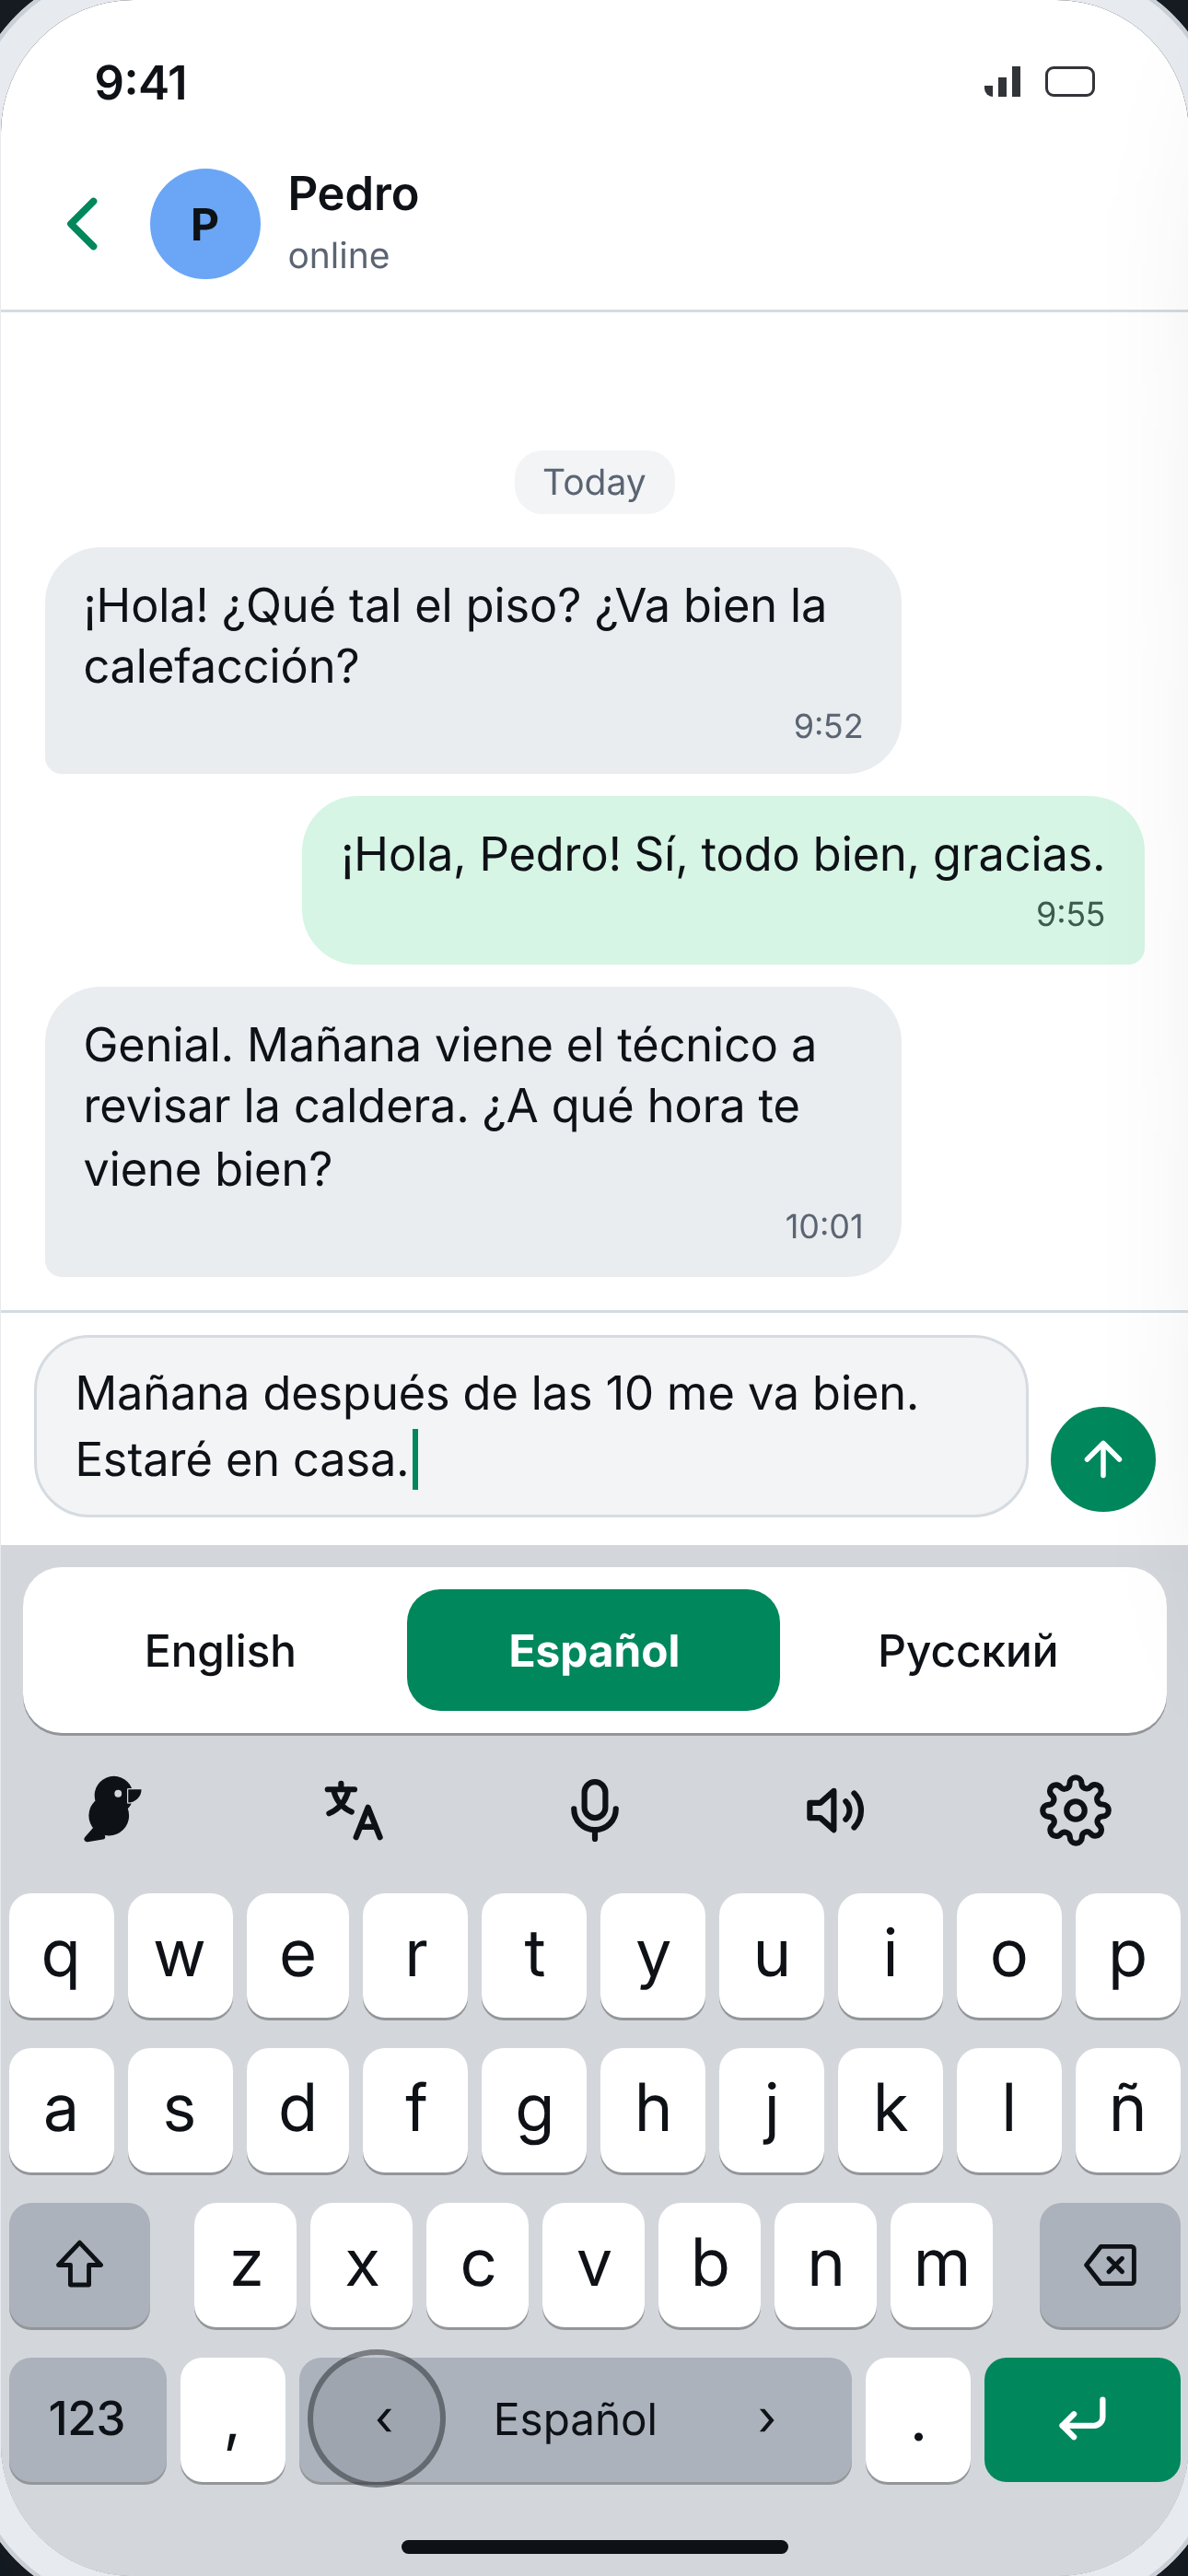 9:41
P
Pedro
online
Today
¡Hola! ¿Qué tal el piso? ¿Va bien la
calefacción?
9:52
¡Hola, Pedro! Sí, todo bien, gracias.
9:55
Genial. Mañana viene el técnico a
revisar la caldera. ¿A qué hora te
viene bien?
10:01
Mañana después de las 10 me va bien.
Estaré en casa.
English Español Русский
q w e r t y u i o p
a s d f g h j k l ñ
z x c v b n m
123 , ‹ Español › .